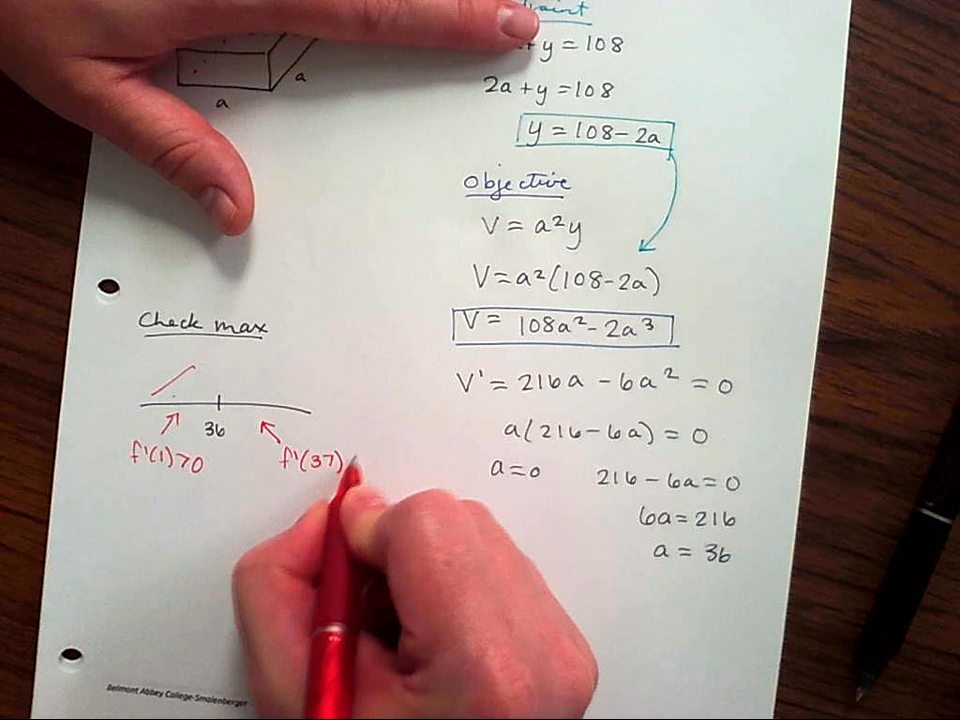 + y = 108
a
a
2a + y = 108
y = 108 - 2a
Objective
V = a²y
V = a²(108 - 2a)
V = 108a² - 2a³
V' = 216a - 6a² = 0
a(216 - 6a) = 0
a = 0 216 - 6a = 0
6a = 216
a = 36
Check max
36
f'(1) > 0 f'(37)
Belmont Abbey College-Smolenberger